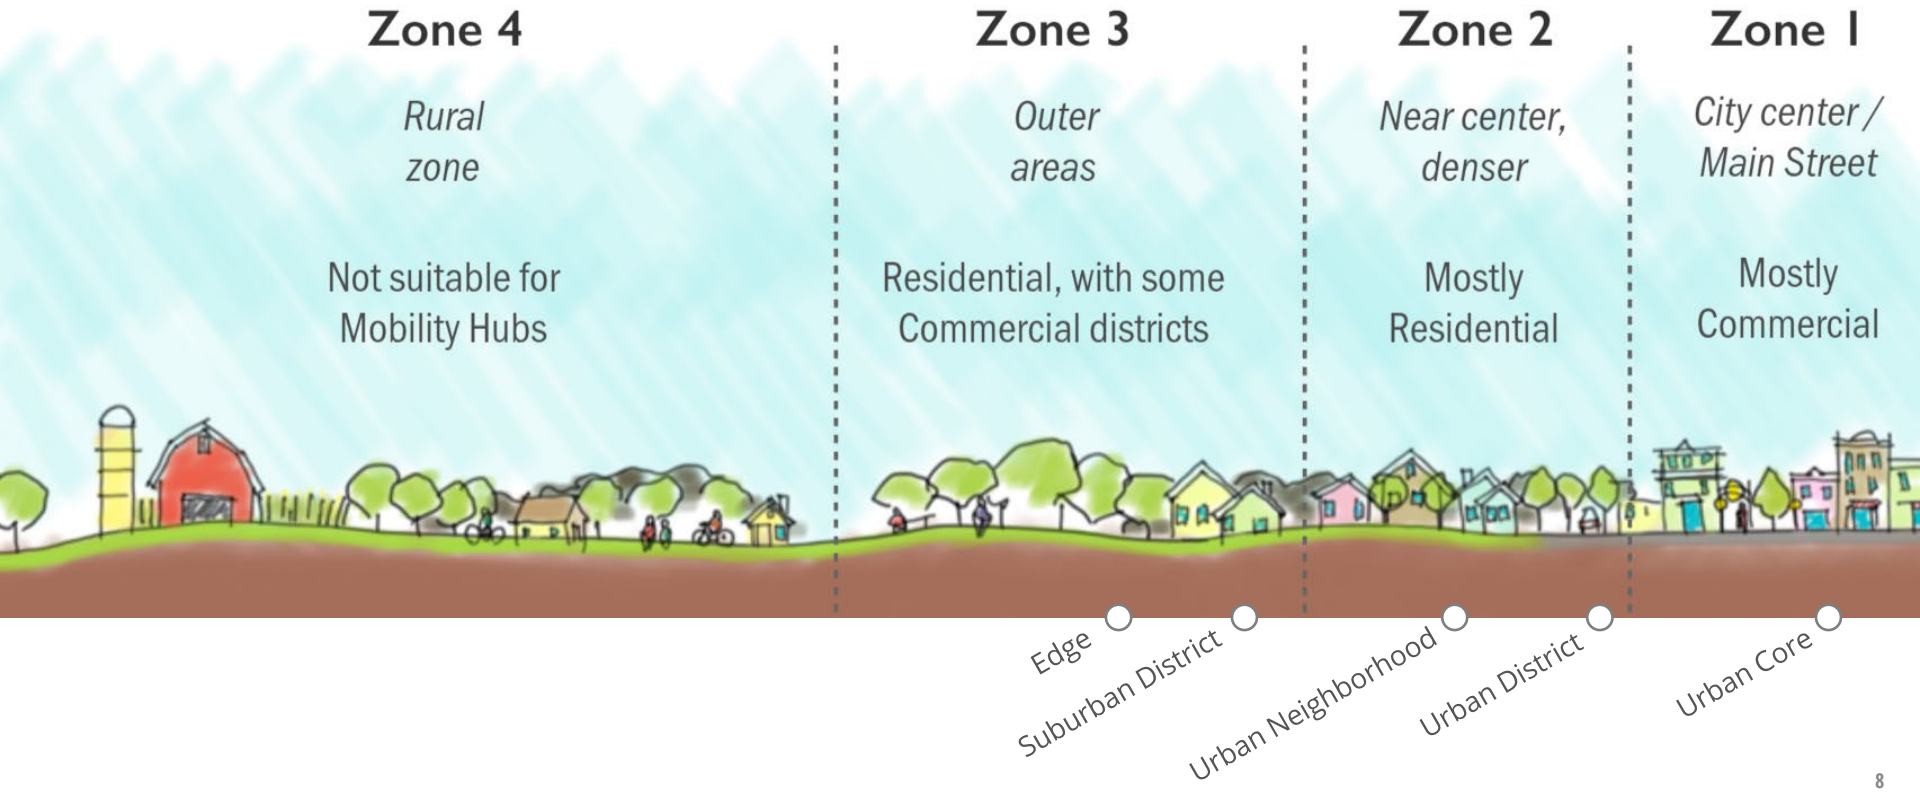 Zone 4
Zone 3
Zone 2
Zone 1
Rural
zone
Outer
areas
Near center,
denser
City center /
Main Street
Not suitable for
Mobility Hubs
Residential, with some
Commercial districts
Mostly
Residential
Mostly
Commercial
Edge
Suburban District
Urban Neighborhood
Urban District
Urban Core
8